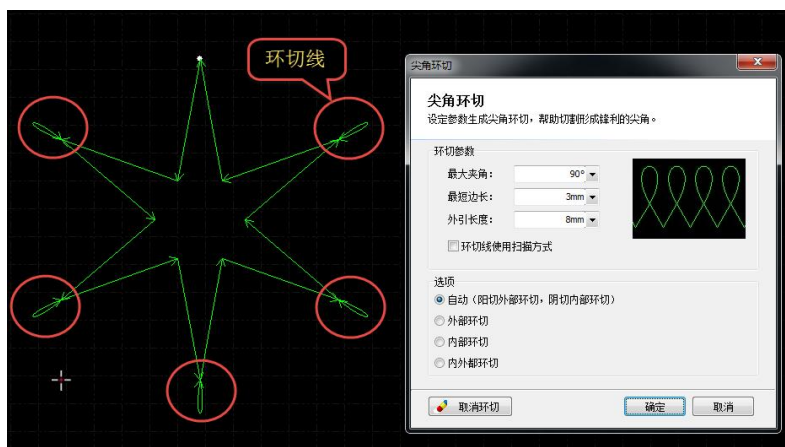 环切线
尖角环切
尖角环切
设定参数生成尖角环切，帮助切割形成锋利的尖角。
环切参数
最大夹角： 90°
最短边长： 3mm
外引长度： 8mm
环切线使用扫描方式
选项
自动（阳切外部环切，阴切内部环切）
外部环切
内部环切
内外都环切
取消环切 确定 取消